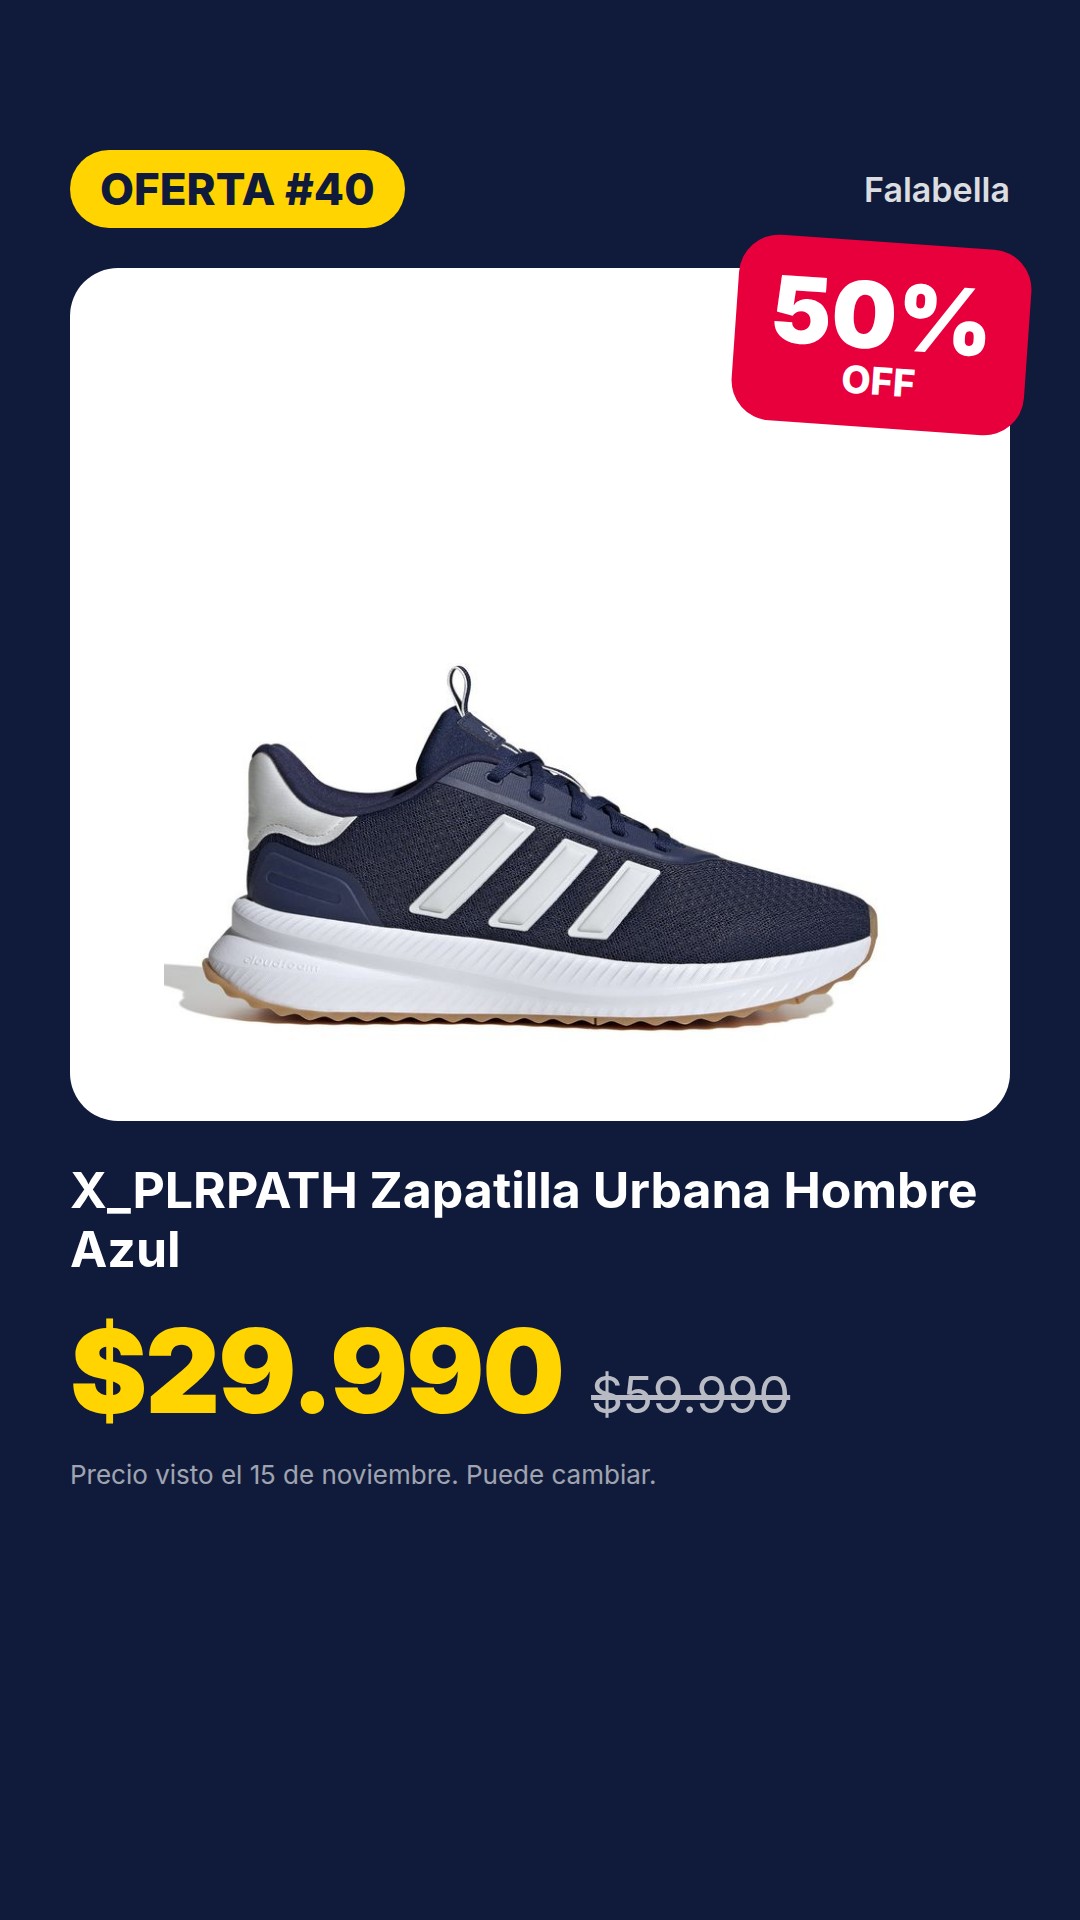 OFERTA #40
Falabella
50%
OFF
cloudfoam
X_PLRPATH Zapatilla Urbana Hombre
Azul
$29.990 $59.990
Precio visto el 15 de noviembre. Puede cambiar.